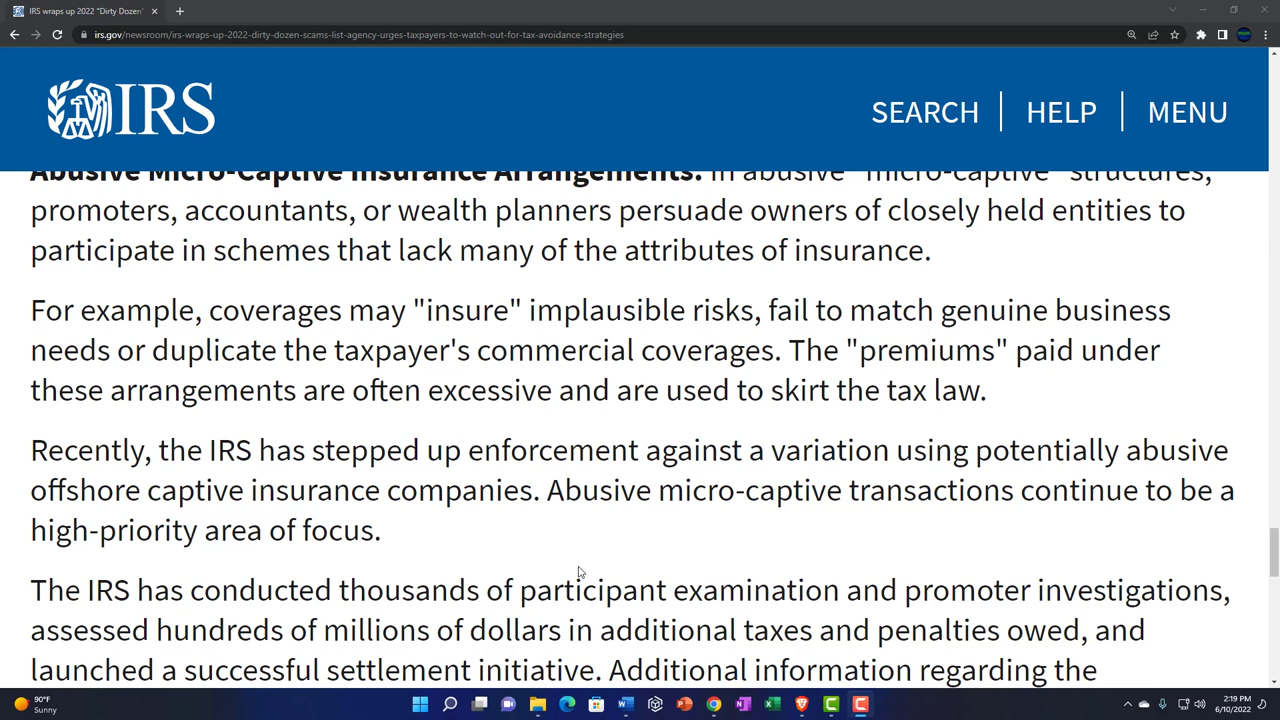 IRS wraps up 2022 "Dirty Dozen"
irs.gov/newsroom/irs-wraps-up-2022-dirty-dozen-scams-list-agency-urges-taxpayers-to-watch-out-for-tax-avoidance-strategies
IRS
SEARCH
HELP
MENU
Abusive Micro-Captive Insurance Arrangements. In abusive "micro-captive" structures,
promoters, accountants, or wealth planners persuade owners of closely held entities to
participate in schemes that lack many of the attributes of insurance.
For example, coverages may "insure" implausible risks, fail to match genuine business
needs or duplicate the taxpayer's commercial coverages. The "premiums" paid under
these arrangements are often excessive and are used to skirt the tax law.
Recently, the IRS has stepped up enforcement against a variation using potentially abusive
offshore captive insurance companies. Abusive micro-captive transactions continue to be a
high-priority area of focus.
The IRS has conducted thousands of participant examination and promoter investigations,
assessed hundreds of millions of dollars in additional taxes and penalties owed, and
launched a successful settlement initiative. Additional information regarding the
90°F
Sunny
2:19 PM
6/10/2022